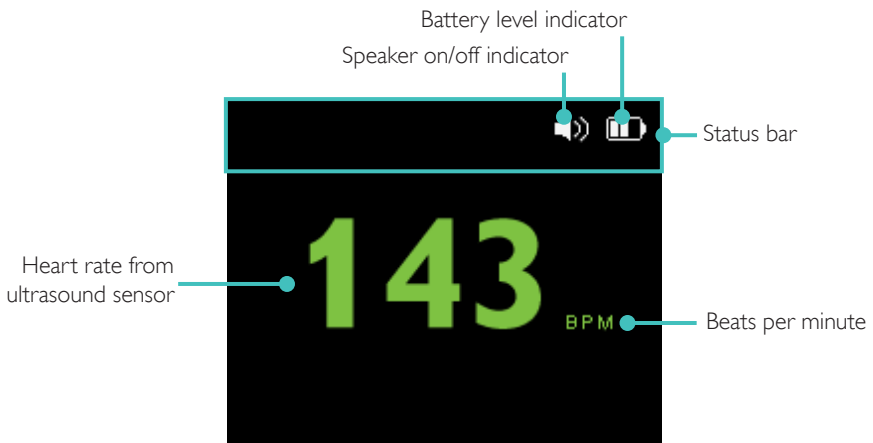 Battery level indicator
Speaker on/off indicator
Status bar
143
Heart rate from
ultrasound sensor
BPM
Beats per minute